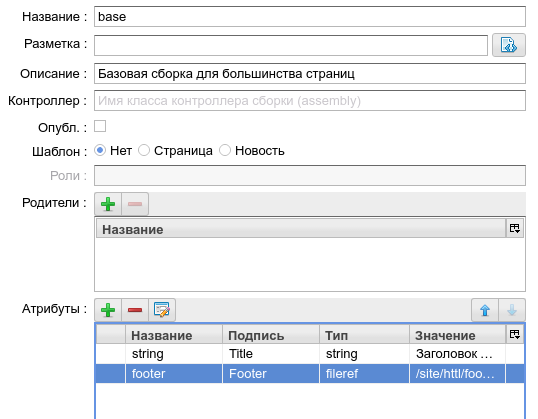 Название : base
Разметка :
Описание : Базовая сборка для большинства страниц
Контроллер : Имя класса контроллера сборки (assembly)
Опубл. :
Шаблон : Нет Страница Новость
Роли :
Родители :
Название
Атрибуты :
Название Подпись Тип Значение
string Title string Заголовок ...
footer Footer fileref /site/httl/foo...